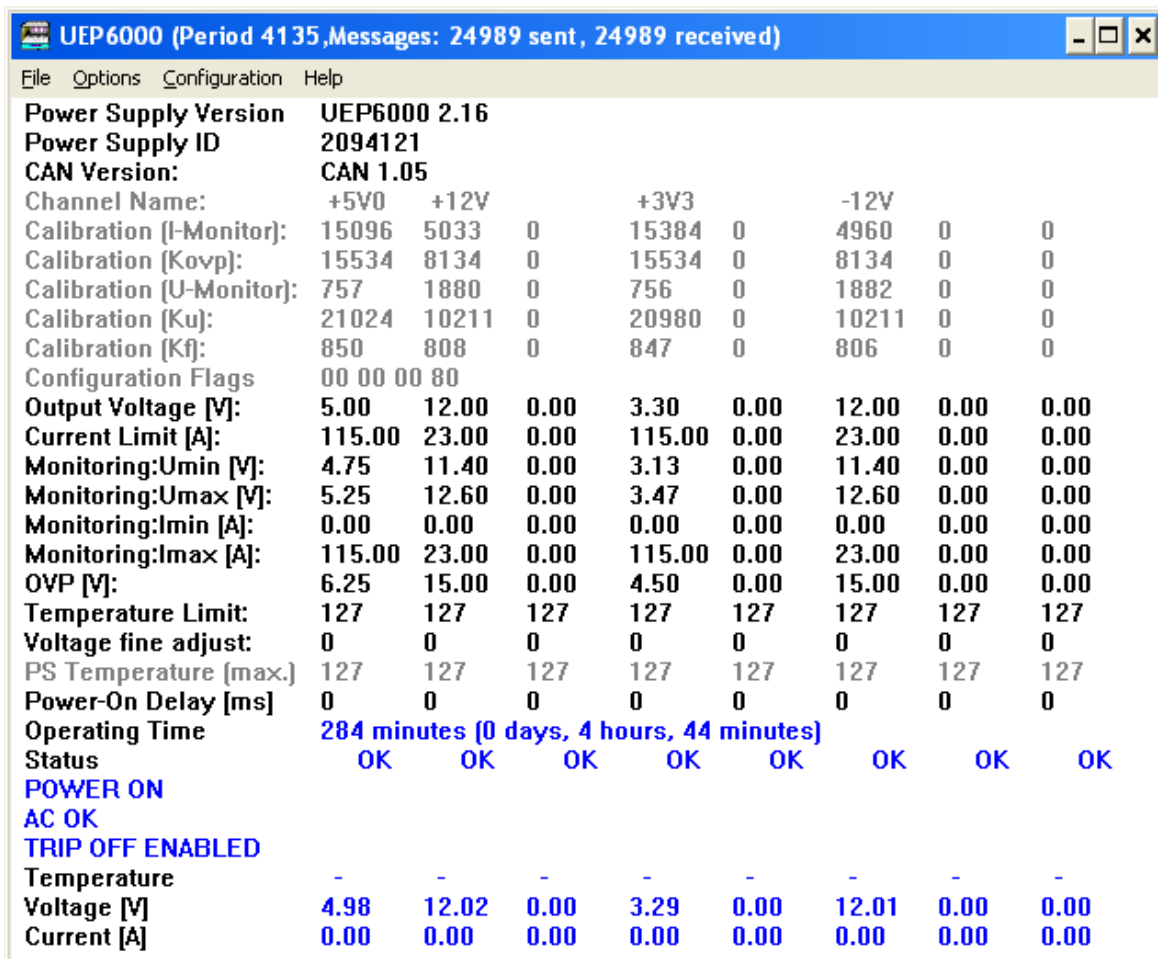 UEP6000 (Period 4135,Messages: 24989 sent, 24989 received)
File Options Configuration Help
Power Supply Version UEP6000 2.16
Power Supply ID 2094121
CAN Version: CAN 1.05
Channel Name: +5V0 +12V +3V3 -12V
Calibration (I-Monitor): 15096 5033 0 15384 0 4960 0 0
Calibration (Kovp): 15534 8134 0 15534 0 8134 0 0
Calibration (U-Monitor): 757 1880 0 756 0 1882 0 0
Calibration (Ku): 21024 10211 0 20980 0 10211 0 0
Calibration (Kf): 850 808 0 847 0 806 0 0
Configuration Flags 00 00 00 80
Output Voltage [V]: 5.00 12.00 0.00 3.30 0.00 12.00 0.00 0.00
Current Limit [A]: 115.00 23.00 0.00 115.00 0.00 23.00 0.00 0.00
Monitoring:Umin [V]: 4.75 11.40 0.00 3.13 0.00 11.40 0.00 0.00
Monitoring:Umax [V]: 5.25 12.60 0.00 3.47 0.00 12.60 0.00 0.00
Monitoring:Imin [A]: 0.00 0.00 0.00 0.00 0.00 0.00 0.00 0.00
Monitoring:Imax [A]: 115.00 23.00 0.00 115.00 0.00 23.00 0.00 0.00
OVP [V]: 6.25 15.00 0.00 4.50 0.00 15.00 0.00 0.00
Temperature Limit: 127 127 127 127 127 127 127 127
Voltage fine adjust: 0 0 0 0 0 0 0 0
PS Temperature (max.) 127 127 127 127 127 127 127 127
Power-On Delay [ms] 0 0 0 0 0 0 0 0
Operating Time 284 minutes (0 days, 4 hours, 44 minutes)
Status OK OK OK OK OK OK OK OK
POWER ON
AC OK
TRIP OFF ENABLED
Temperature - - - - - - - -
Voltage [V] 4.98 12.02 0.00 3.29 0.00 12.01 0.00 0.00
Current [A] 0.00 0.00 0.00 0.00 0.00 0.00 0.00 0.00